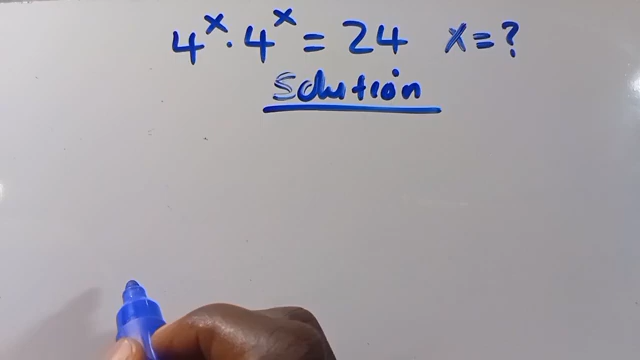 4^x · 4^x = 24 x = ?
Solution